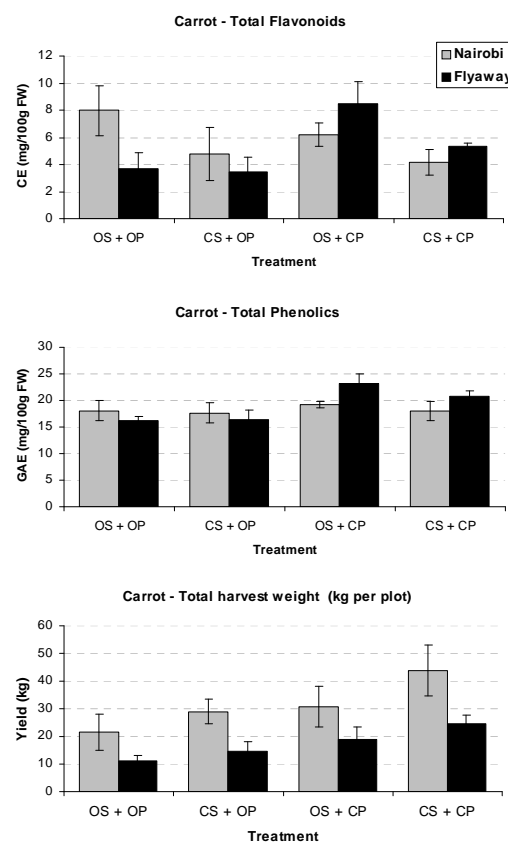 Carrot - Total Flavonoids
Nairobi
Flyaway
CE (mg/100g FW)
12
10
8
6
4
2
0
OS + OP
CS + OP
OS + CP
CS + CP
Treatment
Carrot - Total Phenolics
GAE (mg/100g FW)
30
25
20
15
10
5
0
OS + OP
CS + OP
OS + CP
CS + CP
Treatment
Carrot - Total harvest weight (kg per plot)
Yield (kg)
60
50
40
30
20
10
0
OS + OP
CS + OP
OS + CP
CS + CP
Treatment